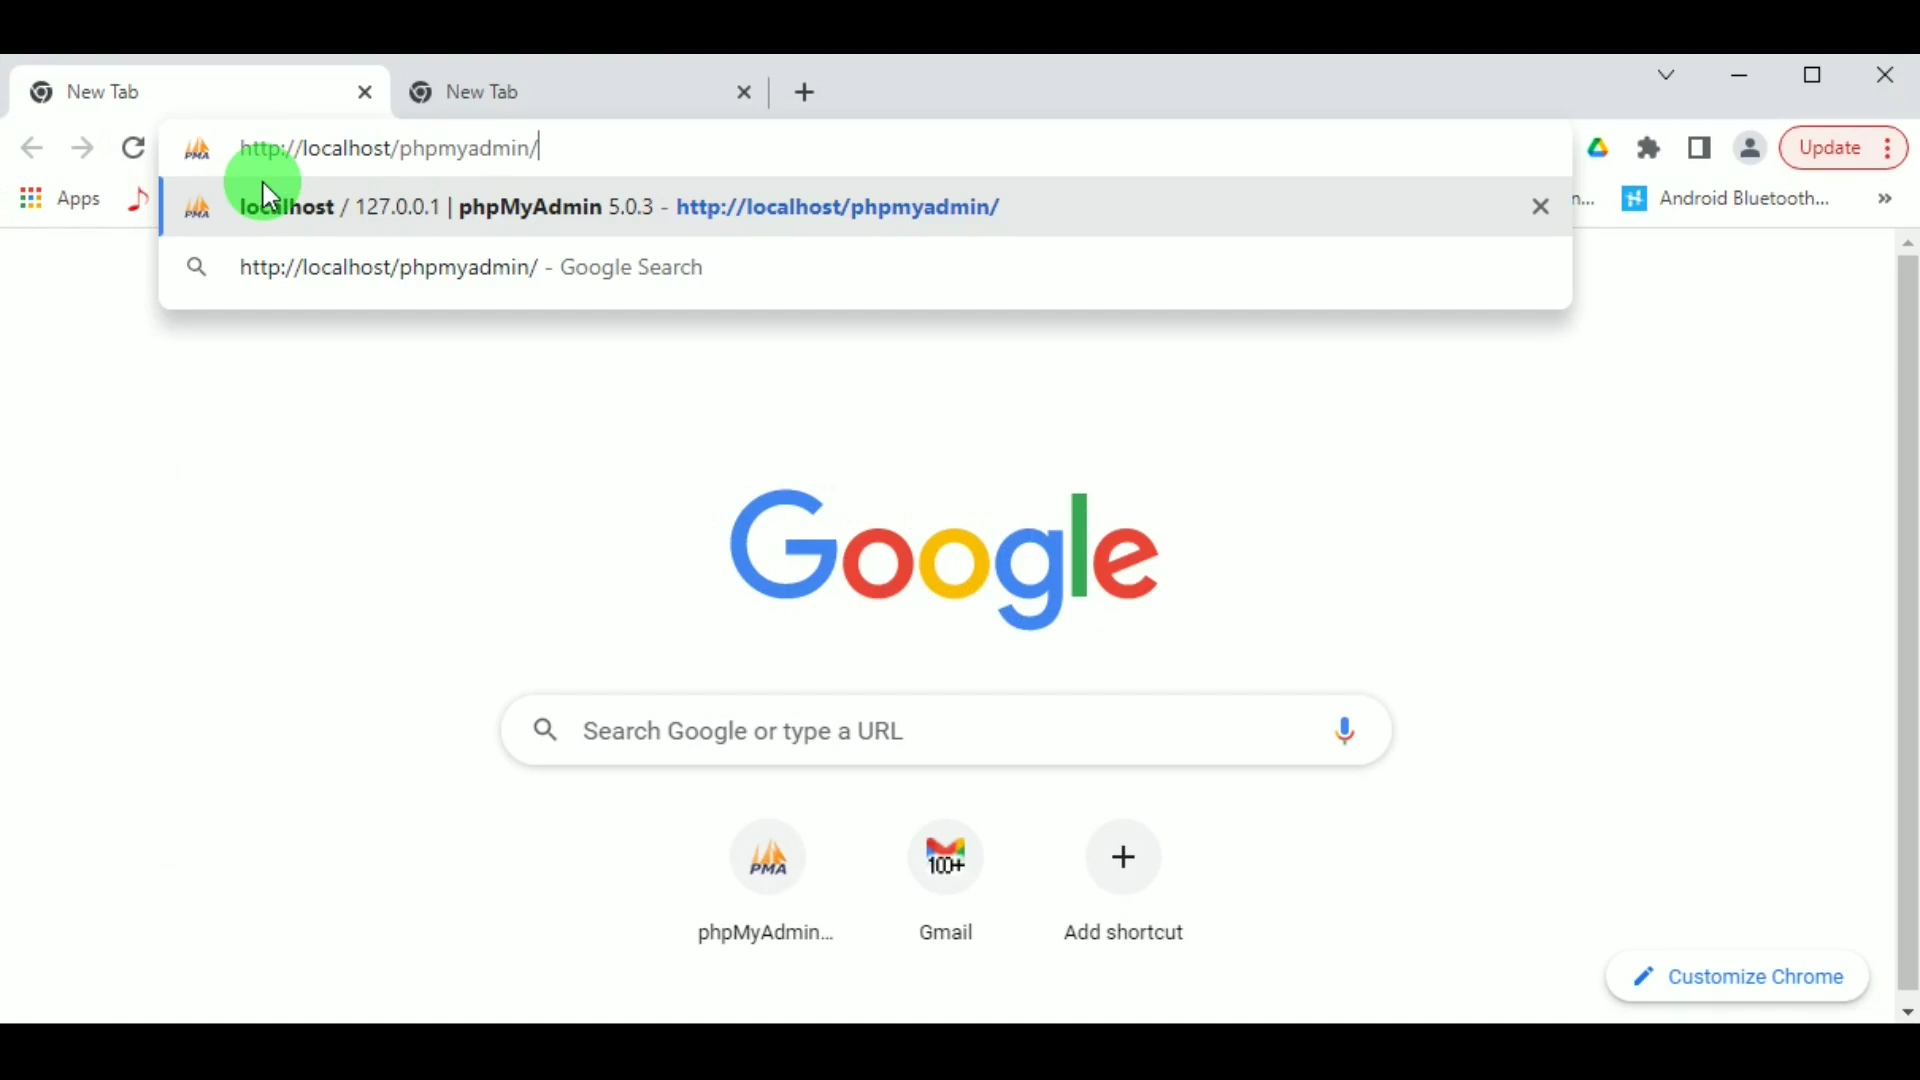 New Tab
New Tab
http://localhost/phpmyadmin/
Update
Apps
localhost / 127.0.0.1 | phpMyAdmin 5.0.3 - http://localhost/phpmyadmin/
n...
Android Bluetooth...
http://localhost/phpmyadmin/ - Google Search
Google
Search Google or type a URL
PMA
100+
phpMyAdmin...
Gmail
Add shortcut
Customize Chrome